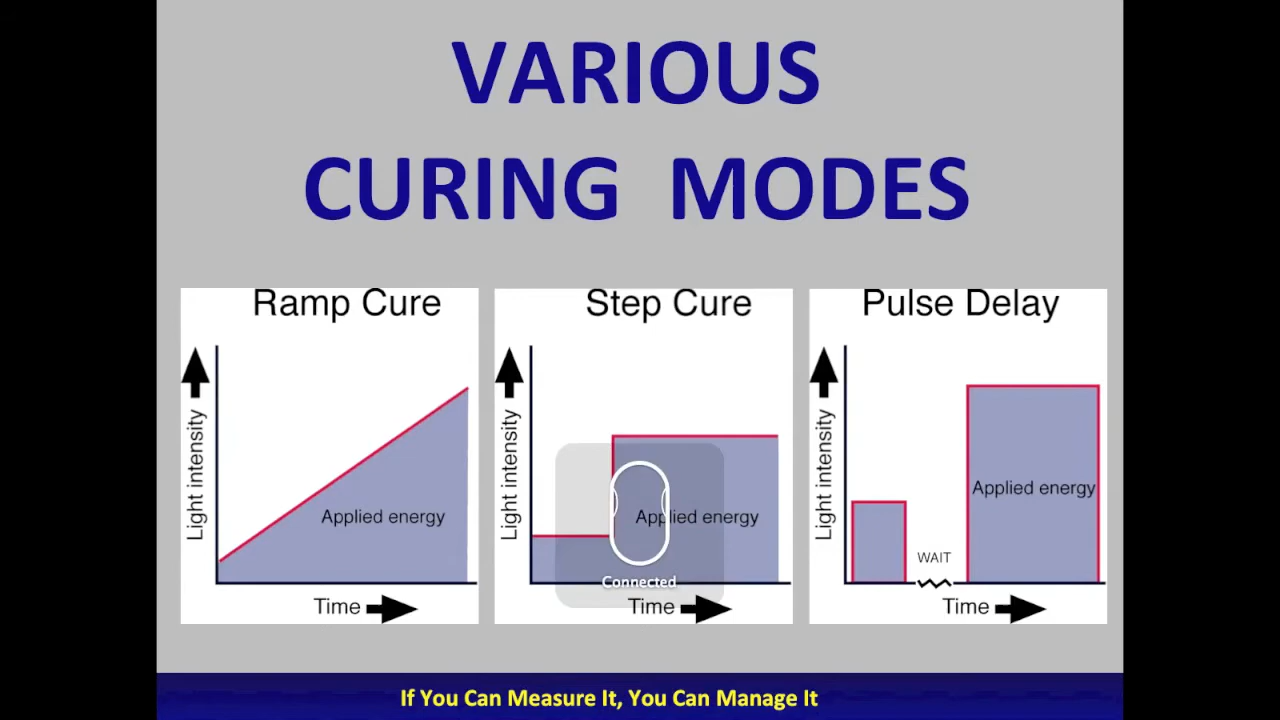 VARIOUS
CURING MODES
Ramp Cure
Light intensity
Applied energy
Time
Step Cure
Light intensity
Applied energy
Connected
Time
Pulse Delay
Light intensity
Applied energy
WAIT
Time
If You Can Measure It, You Can Manage It